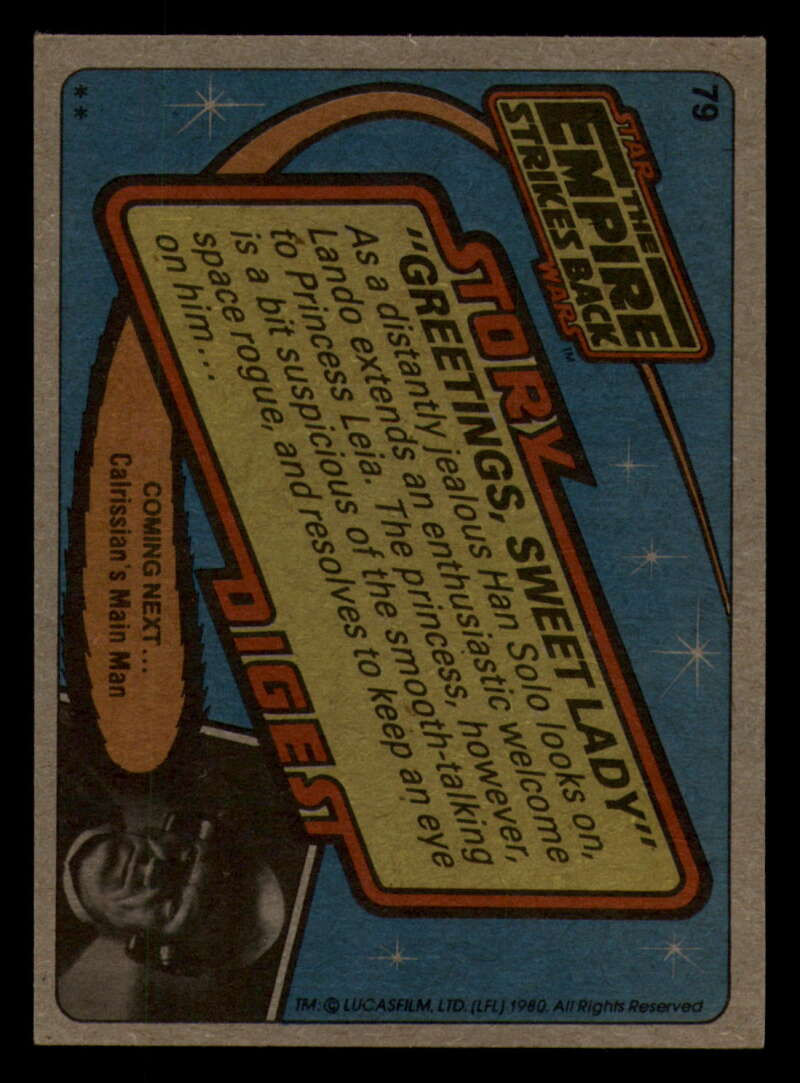 79
STAR
THE
EMPIRE
STRIKES BACK
WARS™
STORY
"GREETINGS, SWEET LADY"
As a distantly jealous Han Solo looks on,
Lando extends an enthusiastic welcome
to Princess Leia. The princess, however,
is a bit suspicious of the smooth-talking
space rogue, and resolves to keep an eye
on him...
DIGEST
COMING NEXT...
Calrissian's Main Man
**
TM: © LUCASFILM, LTD. (LFL) 1980. All Rights Reserved